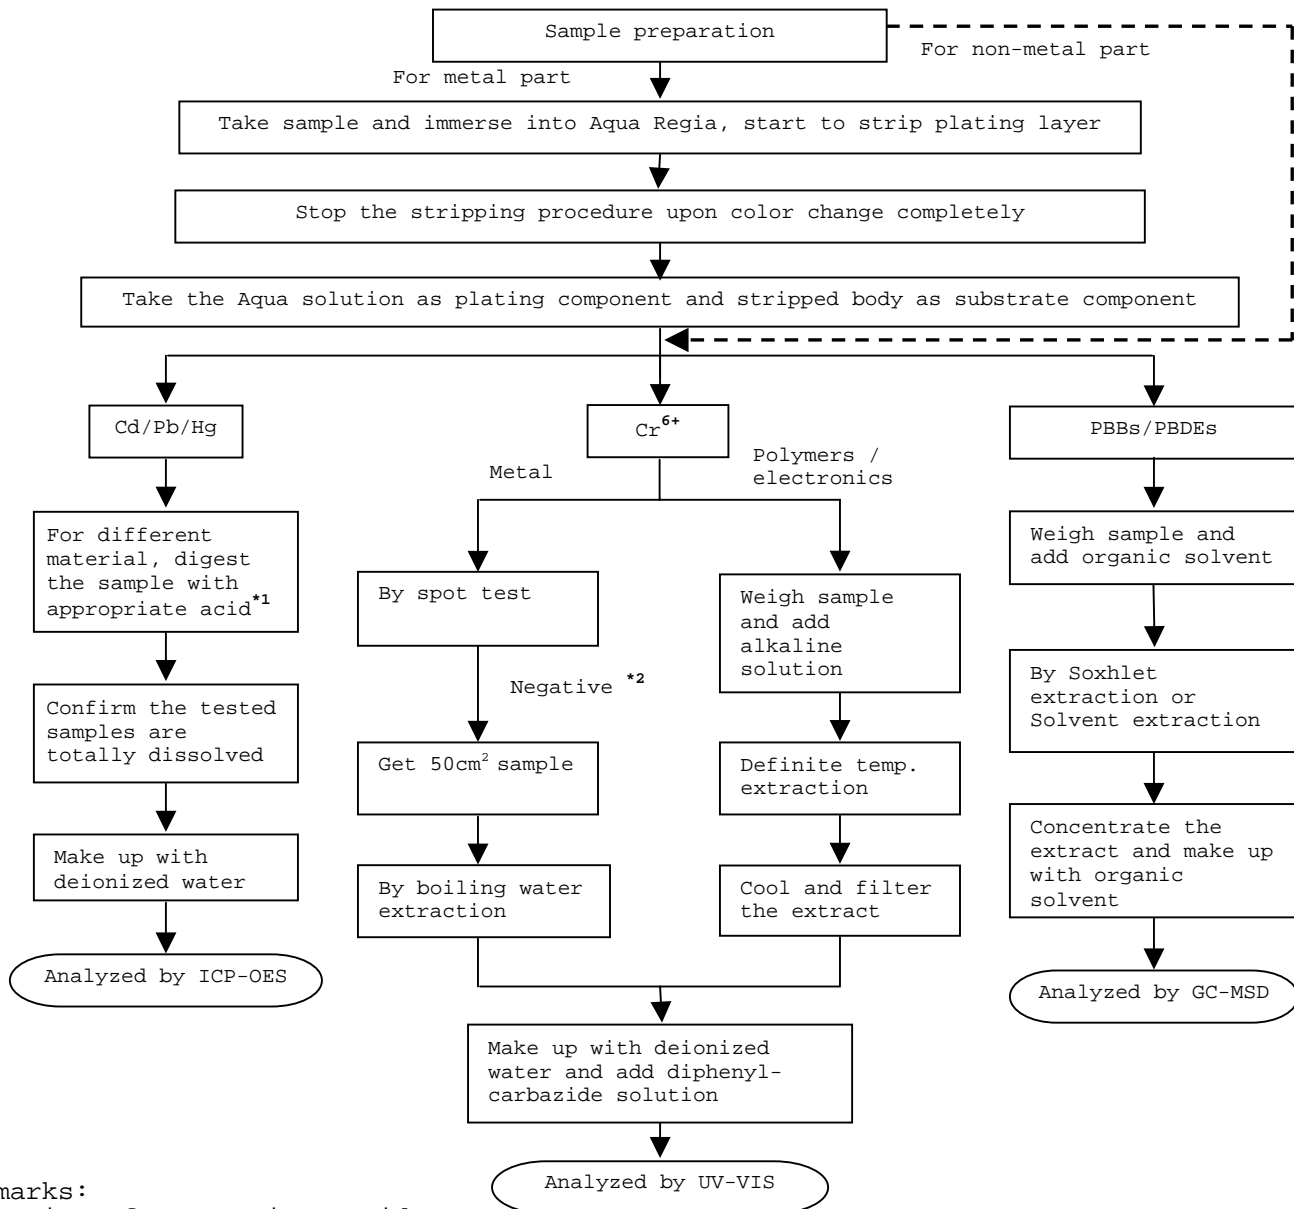 Sample preparation
For non-metal part
For metal part
Take sample and immerse into Aqua Regia, start to strip plating layer
Stop the stripping procedure upon color change completely
Take the Aqua solution as plating component and stripped body as substrate component
Cd/Pb/Hg
Cr6+
PBBs/PBDEs
Metal
Polymers /
electronics
For different
material, digest
the sample with
appropriate acid*1
By spot test
Weigh sample
and add
alkaline
solution
Weigh sample and
add organic solvent
Negative *2
Confirm the tested
samples are
totally dissolved
Get 50cm2 sample
Definite temp.
extraction
By Soxhlet
extraction or
Solvent extraction
Make up with
deionized water
By boiling water
extraction
Cool and filter
the extract
Concentrate the
extract and make up
with organic
solvent
Analyzed by ICP-OES
Analyzed by GC-MSD
Make up with deionized
water and add diphenyl-
carbazide solution
Analyzed by UV-VIS
marks: